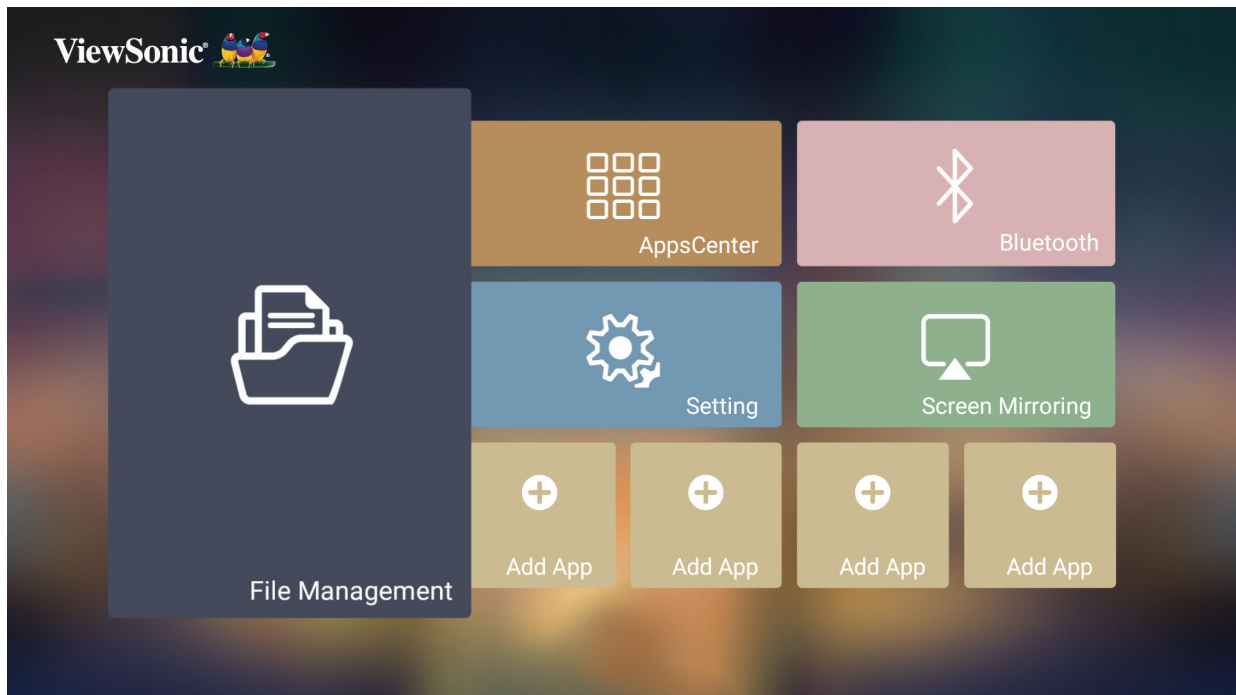 ViewSonic®
AppsCenter
Bluetooth
Setting
Screen Mirroring
File Management
Add App
Add App
Add App
Add App